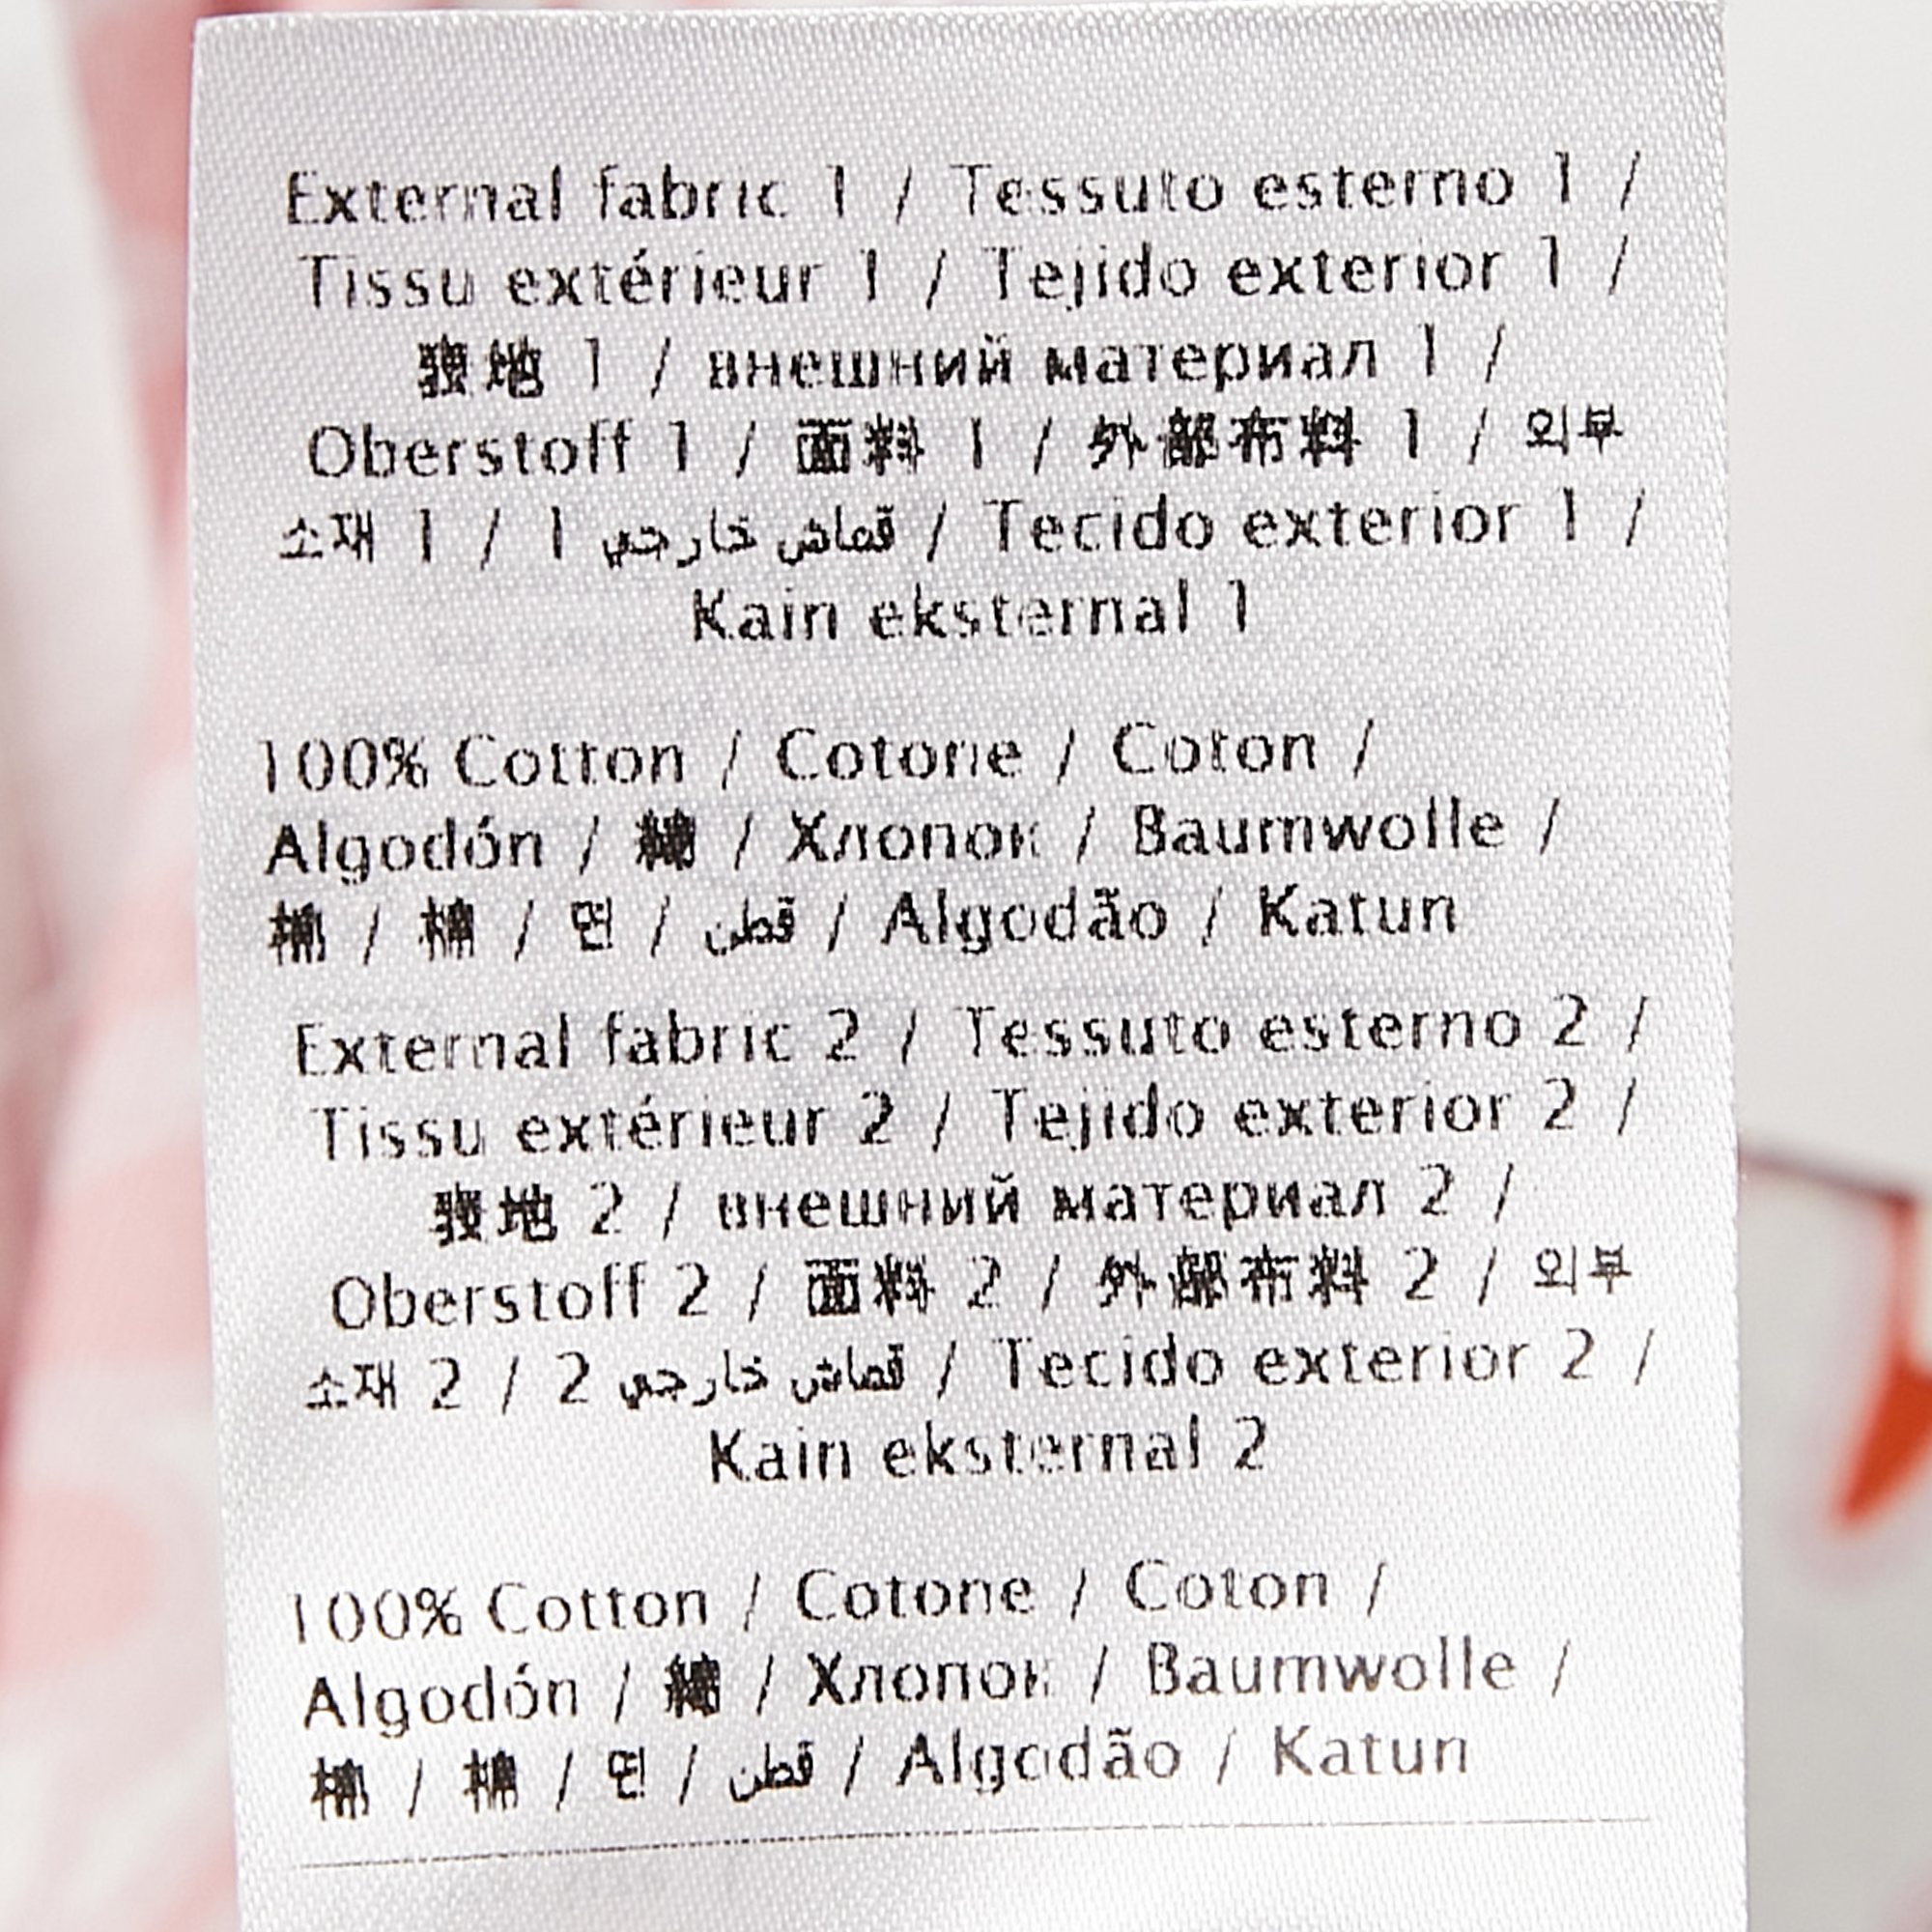 External fabric 1 / Tessuto esterno 1 /
Tissu extérieur 1 / Tejido exterior 1 /
表地 1 / внешний материал 1 /
Oberstoff 1 / 面料 1 / 外部布料 1 / 외부
소재 1 / قماش خارجي 1 / Tecido exterior 1 /
Kain eksternal 1
100% Cotton / Cotone / Coton /
Algodón / 綿 / Хлопок / Baumwolle /
棉 / 棉 / 면 / قطن / Algodão / Katun
External fabric 2 / Tessuto esterno 2 /
Tissu extérieur 2 / Tejido exterior 2 /
表地 2 / внешний материал 2 /
Oberstoff 2 / 面料 2 / 外部布料 2 / 외부
소재 2 / قماش خارجي 2 / Tecido exterior 2 /
Kain eksternal 2
100% Cotton / Cotone / Coton /
Algodón / 綿 / Хлопок / Baumwolle /
棉 / 棉 / 면 / قطن / Algodão / Katun